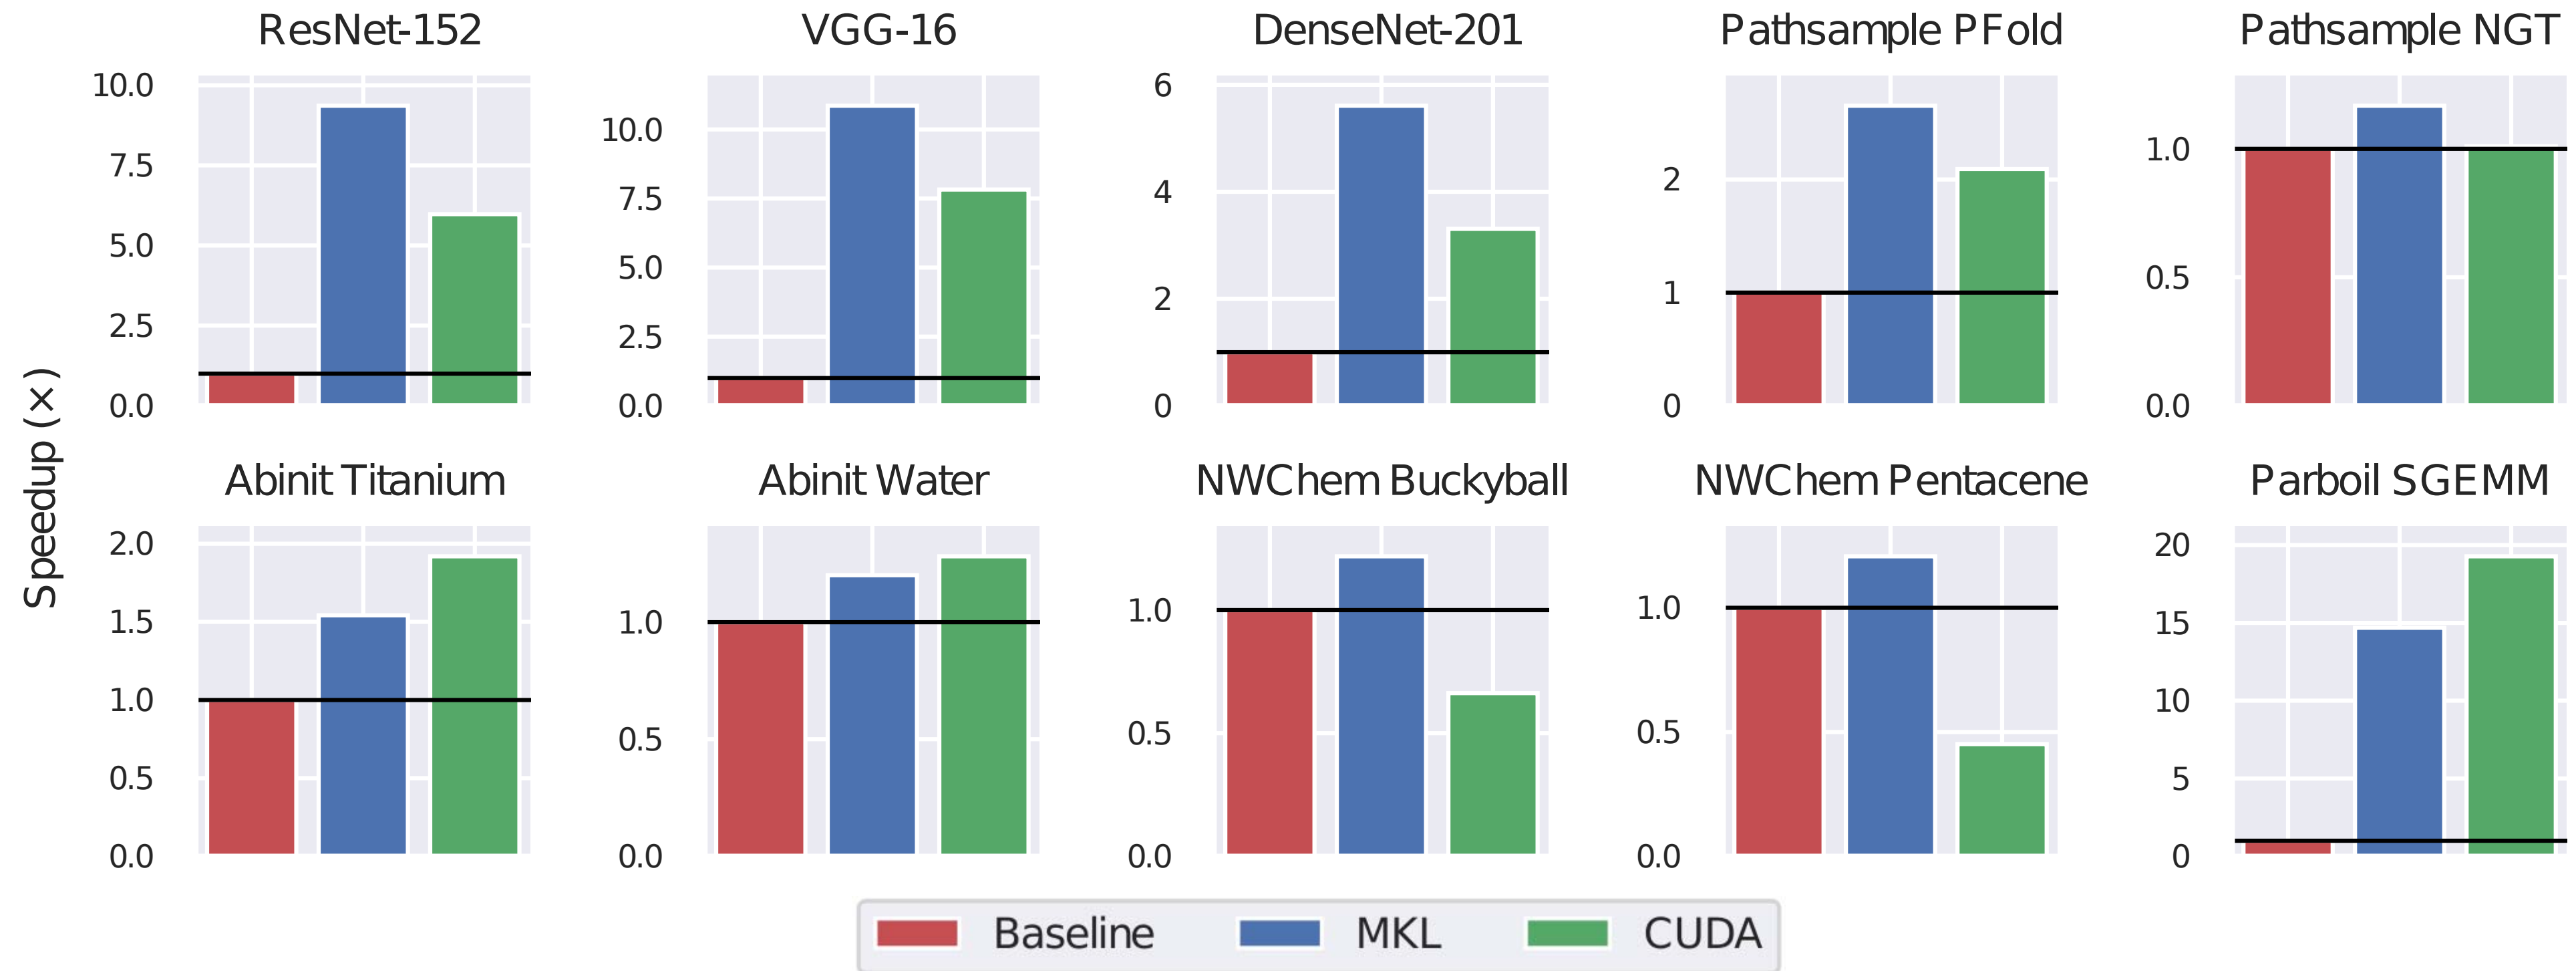 ResNet-152
VGG-16
DenseNet-201
Pathsample PFold
Pathsample NGT
10.0
7.5
5.0
2.5
0.0
10.0
7.5
5.0
2.5
0.0
6
4
2
0
2
1
0
1.0
0.5
0.0
Speedup (×)
Abinit Titanium
Abinit Water
NWChem Buckyball
NWChem Pentacene
Parboil SGEMM
2.0
1.5
1.0
0.5
0.0
1.0
0.5
0.0
1.0
0.5
0.0
1.0
0.5
0.0
20
15
10
5
0
Baseline
MKL
CUDA